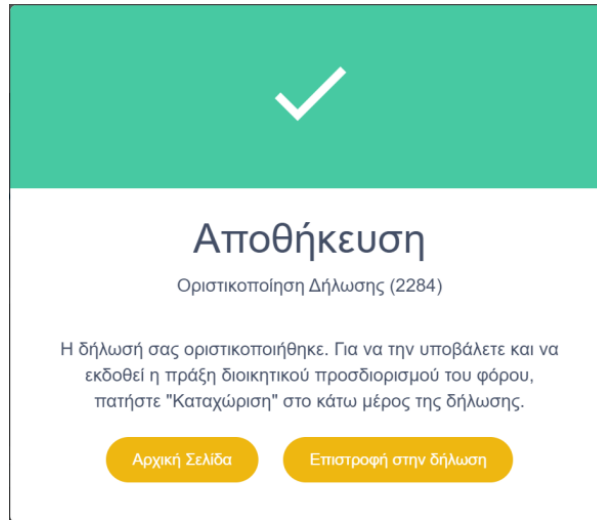 Αποθήκευση
Οριστικοποίηση Δήλωσης (2284)
Η δήλωσή σας οριστικοποιήθηκε. Για να την υποβάλετε και να
εκδοθεί η πράξη διοικητικού προσδιορισμού του φόρου,
πατήστε "Καταχώριση" στο κάτω μέρος της δήλωσης.
Αρχική Σελίδα
Επιστροφή στην δήλωση